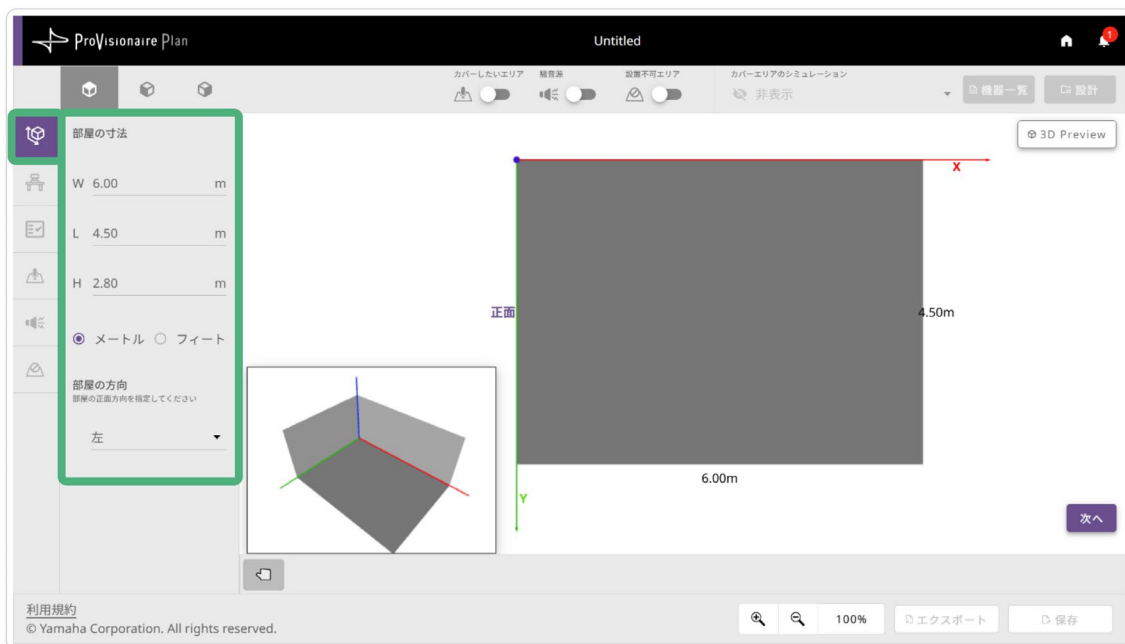 ProVisionaire Plan
Untitled
1
カバーしたいエリア
騒音源
設置不可エリア
カバーエリアのシミュレーション
非表示
機器一覧
設計
部屋の寸法
3D Preview
W 6.00 m
L 4.50 m
H 2.80 m
メートル フィート
部屋の方向
部屋の正面方向を指定してください
左
X
正面
4.50m
6.00m
Y
次へ
利用規約
© Yamaha Corporation. All rights reserved.
100%
エクスポート
保存